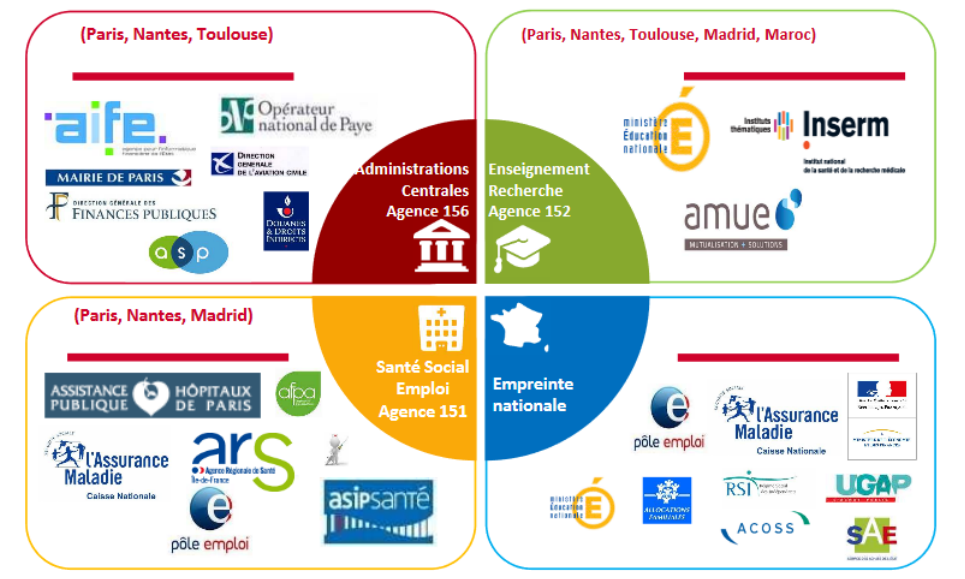 (Paris, Nantes, Toulouse)
aife
agence pour l'informatique
financière de l'État
Opérateur
national de Paye
MAIRIE DE PARIS
DIRECTION
GENERALE
DE L'AVIATION CIVILE
DIRECTION GÉNÉRALE DES
FINANCES PUBLIQUES
DOUANES
& DROITS
INDIRECTS
asp
Administrations
Centrales
Agence 156
(Paris, Nantes, Toulouse, Madrid, Maroc)
Enseignement
Recherche
Agence 152
ministère
Éducation
nationale
É
Instituts
thématiques
Inserm
Institut national
de la santé et de la recherche médicale
amue
MUTUALISATION + SOLUTIONS
(Paris, Nantes, Madrid)
Santé Social
Emploi
Agence 151
ASSISTANCE
PUBLIQUE
HÔPITAUX
DE PARIS
afpa
l'Assurance
Maladie
Caisse Nationale
ars
Agence Régionale de Santé
Île-de-France
pôle emploi
asipsanté
Empreinte
nationale
pôle emploi
l'Assurance
Maladie
Caisse Nationale
ministère
Éducation
nationale
É
ALLOCATIONS
FAMILIALES
RSI
ACOSS
UGAP
SAE